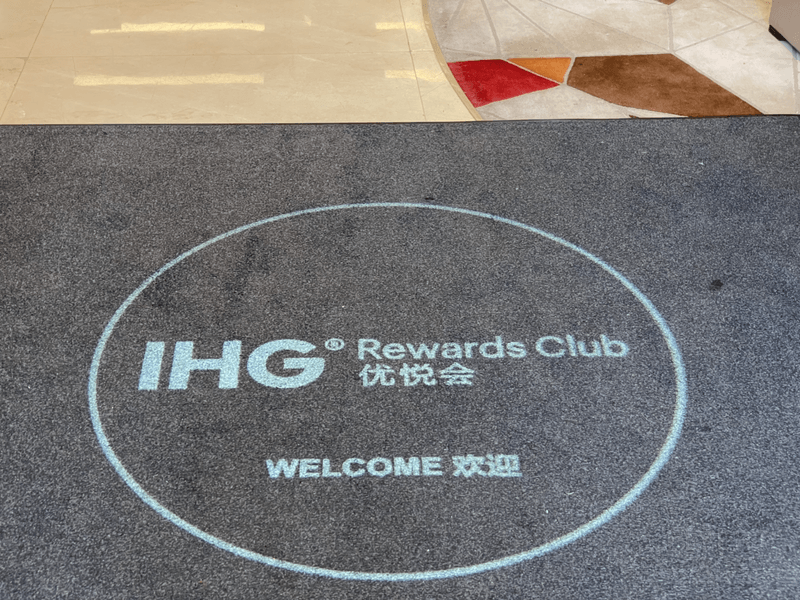 IHG® Rewards Club
优悦会
WELCOME 欢迎